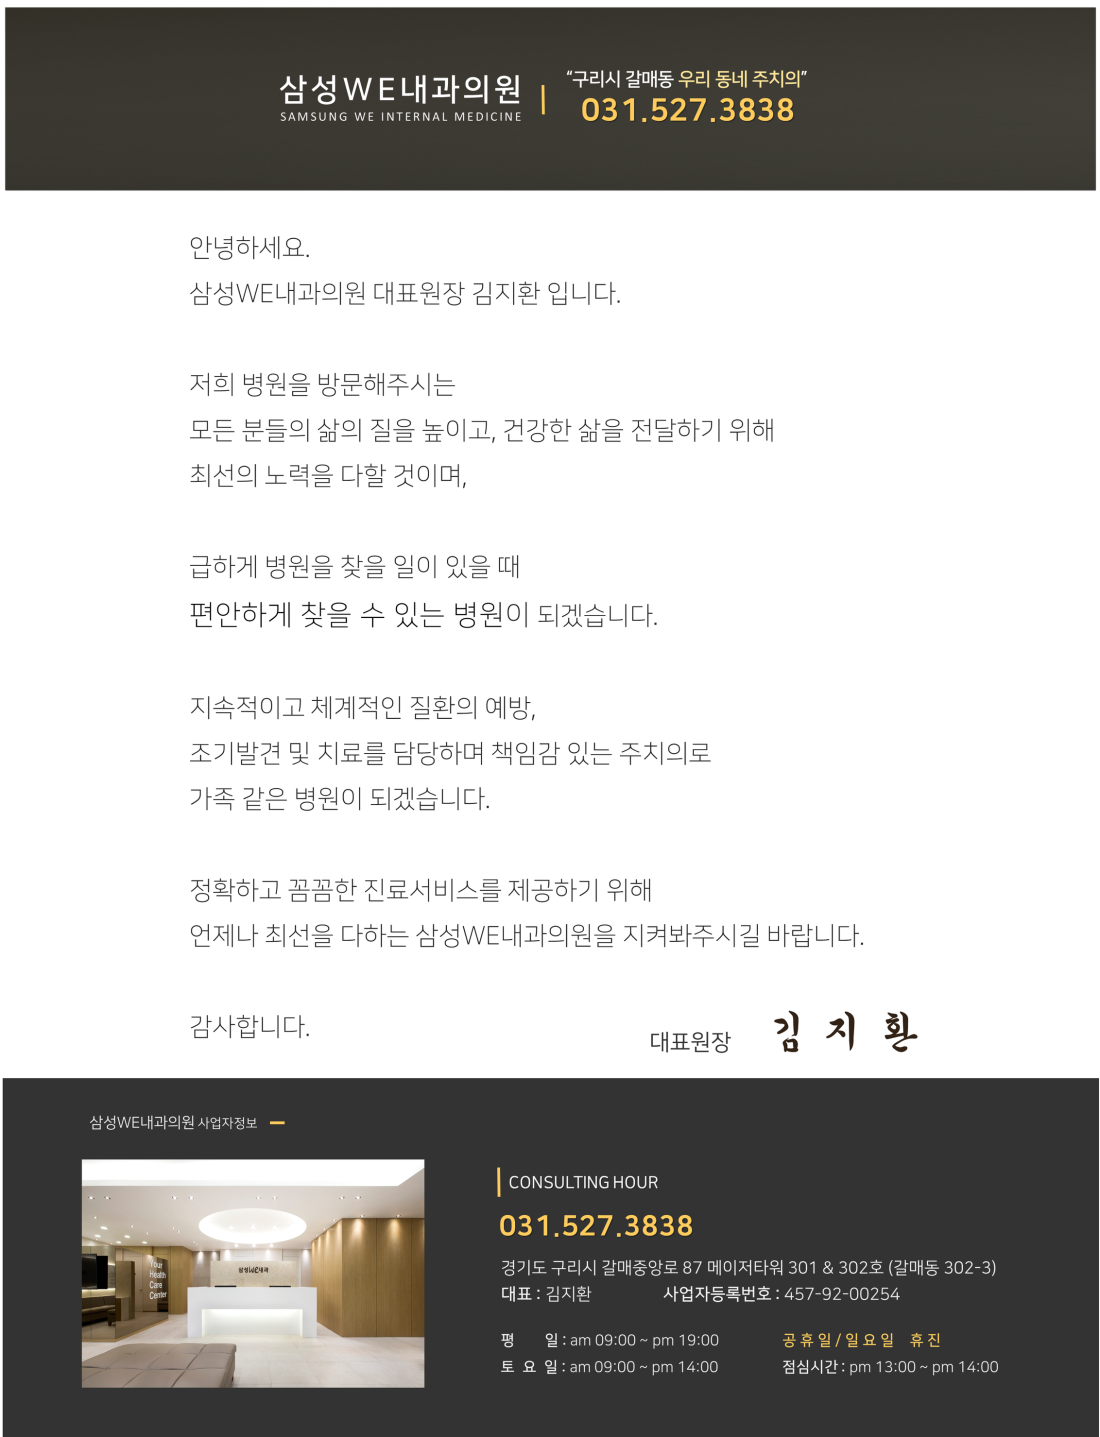 삼성WE내과의원
SAMSUNG WE INTERNAL MEDICINE
“구리시 갈매동 우리 동네 주치의”
031.527.3838
안녕하세요.
삼성WE내과의원 대표원장 김지환 입니다.
저희 병원을 방문해주시는
모든 분들의 삶의 질을 높이고, 건강한 삶을 전달하기 위해
최선의 노력을 다할 것이며,
급하게 병원을 찾을 일이 있을 때
편안하게 찾을 수 있는 병원이 되겠습니다.
지속적이고 체계적인 질환의 예방,
조기발견 및 치료를 담당하며 책임감 있는 주치의로
가족 같은 병원이 되겠습니다.
정확하고 꼼꼼한 진료서비스를 제공하기 위해
언제나 최선을 다하는 삼성WE내과의원을 지켜봐주시길 바랍니다.
감사합니다.
대표원장 김지환
삼성WE내과의원 사업자정보
Your
Health
Care
Center
삼성WE내과
CONSULTING HOUR
031.527.3838
경기도 구리시 갈매중앙로 87 메이저타워 301 & 302호 (갈매동 302-3)
대표 : 김지환 사업자등록번호 : 457-92-00254
평 일 : am 09:00 ~ pm 19:00 공휴일/일요일 휴진
토 요 일 : am 09:00 ~ pm 14:00 점심시간 : pm 13:00 ~ pm 14:00